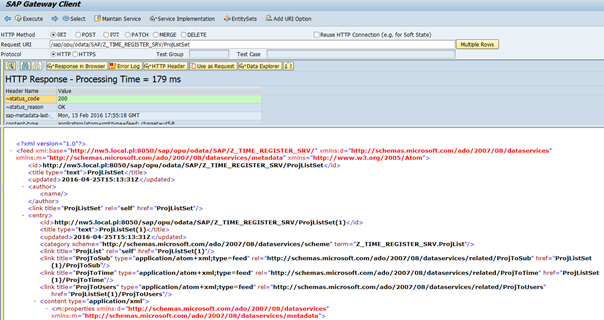 SAP Gateway Client
Execute Select Maintain Service Service Implementation EntitySets Add URI Option
HTTP Method GET POST PUT PATCH MERGE DELETE Reuse HTTP Connection (e.g. for Soft State)
Request URI /sap/opu/odata/SAP/Z_TIME_REGISTER_SRV/ProjListSet Multiple Rows
Protocol HTTP HTTPS Test Group Test Case
Response in Browser Error Log HTTP Header Use as Request Data Explorer
HTTP Response - Processing Time = 179 ms
Header Name Value
~status_code 200
~status_reason OK
sap-metadata-last- Mon, 15 Feb 2016 17:55:18 GMT
content-type application/atom+xml;type=feed; charset=utf-8
<?xml version="1.0"?>
- <feed xml:base="http://nw5.local.pl:8050/sap/opu/odata/SAP/Z_TIME_REGISTER_SRV/" xmlns:d="http://schemas.microsoft.com/ado/2007/08/dataservices"
xmlns:m="http://schemas.microsoft.com/ado/2007/08/dataservices/metadata" xmlns="http://www.w3.org/2005/Atom">
<id>http://nw5.local.pl:8050/sap/opu/odata/SAP/Z_TIME_REGISTER_SRV/ProjListSet</id>
<title type="text">ProjListSet</title>
<updated>2016-04-25T15:13:31Z</updated>
- <author>
<name/>
</author>
<link title="ProjListSet" rel="self" href="ProjListSet"/>
- <entry>
<id>http://nw5.local.pl:8050/sap/opu/odata/SAP/Z_TIME_REGISTER_SRV/ProjListSet(1)</id>
<title type="text">ProjListSet(1)</title>
<updated>2016-04-25T15:13:31Z</updated>
<category scheme="http://schemas.microsoft.com/ado/2007/08/dataservices/scheme" term="Z_TIME_REGISTER_SRV.ProjList"/>
<link title="ProjList" rel="self" href="ProjListSet(1)"/>
<link title="ProjToSub" type="application/atom+xml;type=feed" rel="http://schemas.microsoft.com/ado/2007/08/dataservices/related/ProjToSub" href="ProjListSet
(1)/ProjToSub"/>
<link title="ProjToTime" type="application/atom+xml;type=feed" rel="http://schemas.microsoft.com/ado/2007/08/dataservices/related/ProjToTime" href="ProjListSet
(1)/ProjToTime"/>
<link title="ProjToUsers" type="application/atom+xml;type=feed" rel="http://schemas.microsoft.com/ado/2007/08/dataservices/related/ProjToUsers"
href="ProjListSet(1)/ProjToUsers"/>
- <content type="application/xml">
- <m:properties xmlns:d="http://schemas.microsoft.com/ado/2007/08/dataservices"
xmlns:m="http://schemas.microsoft.com/ado/2007/08/dataservices/metadata">